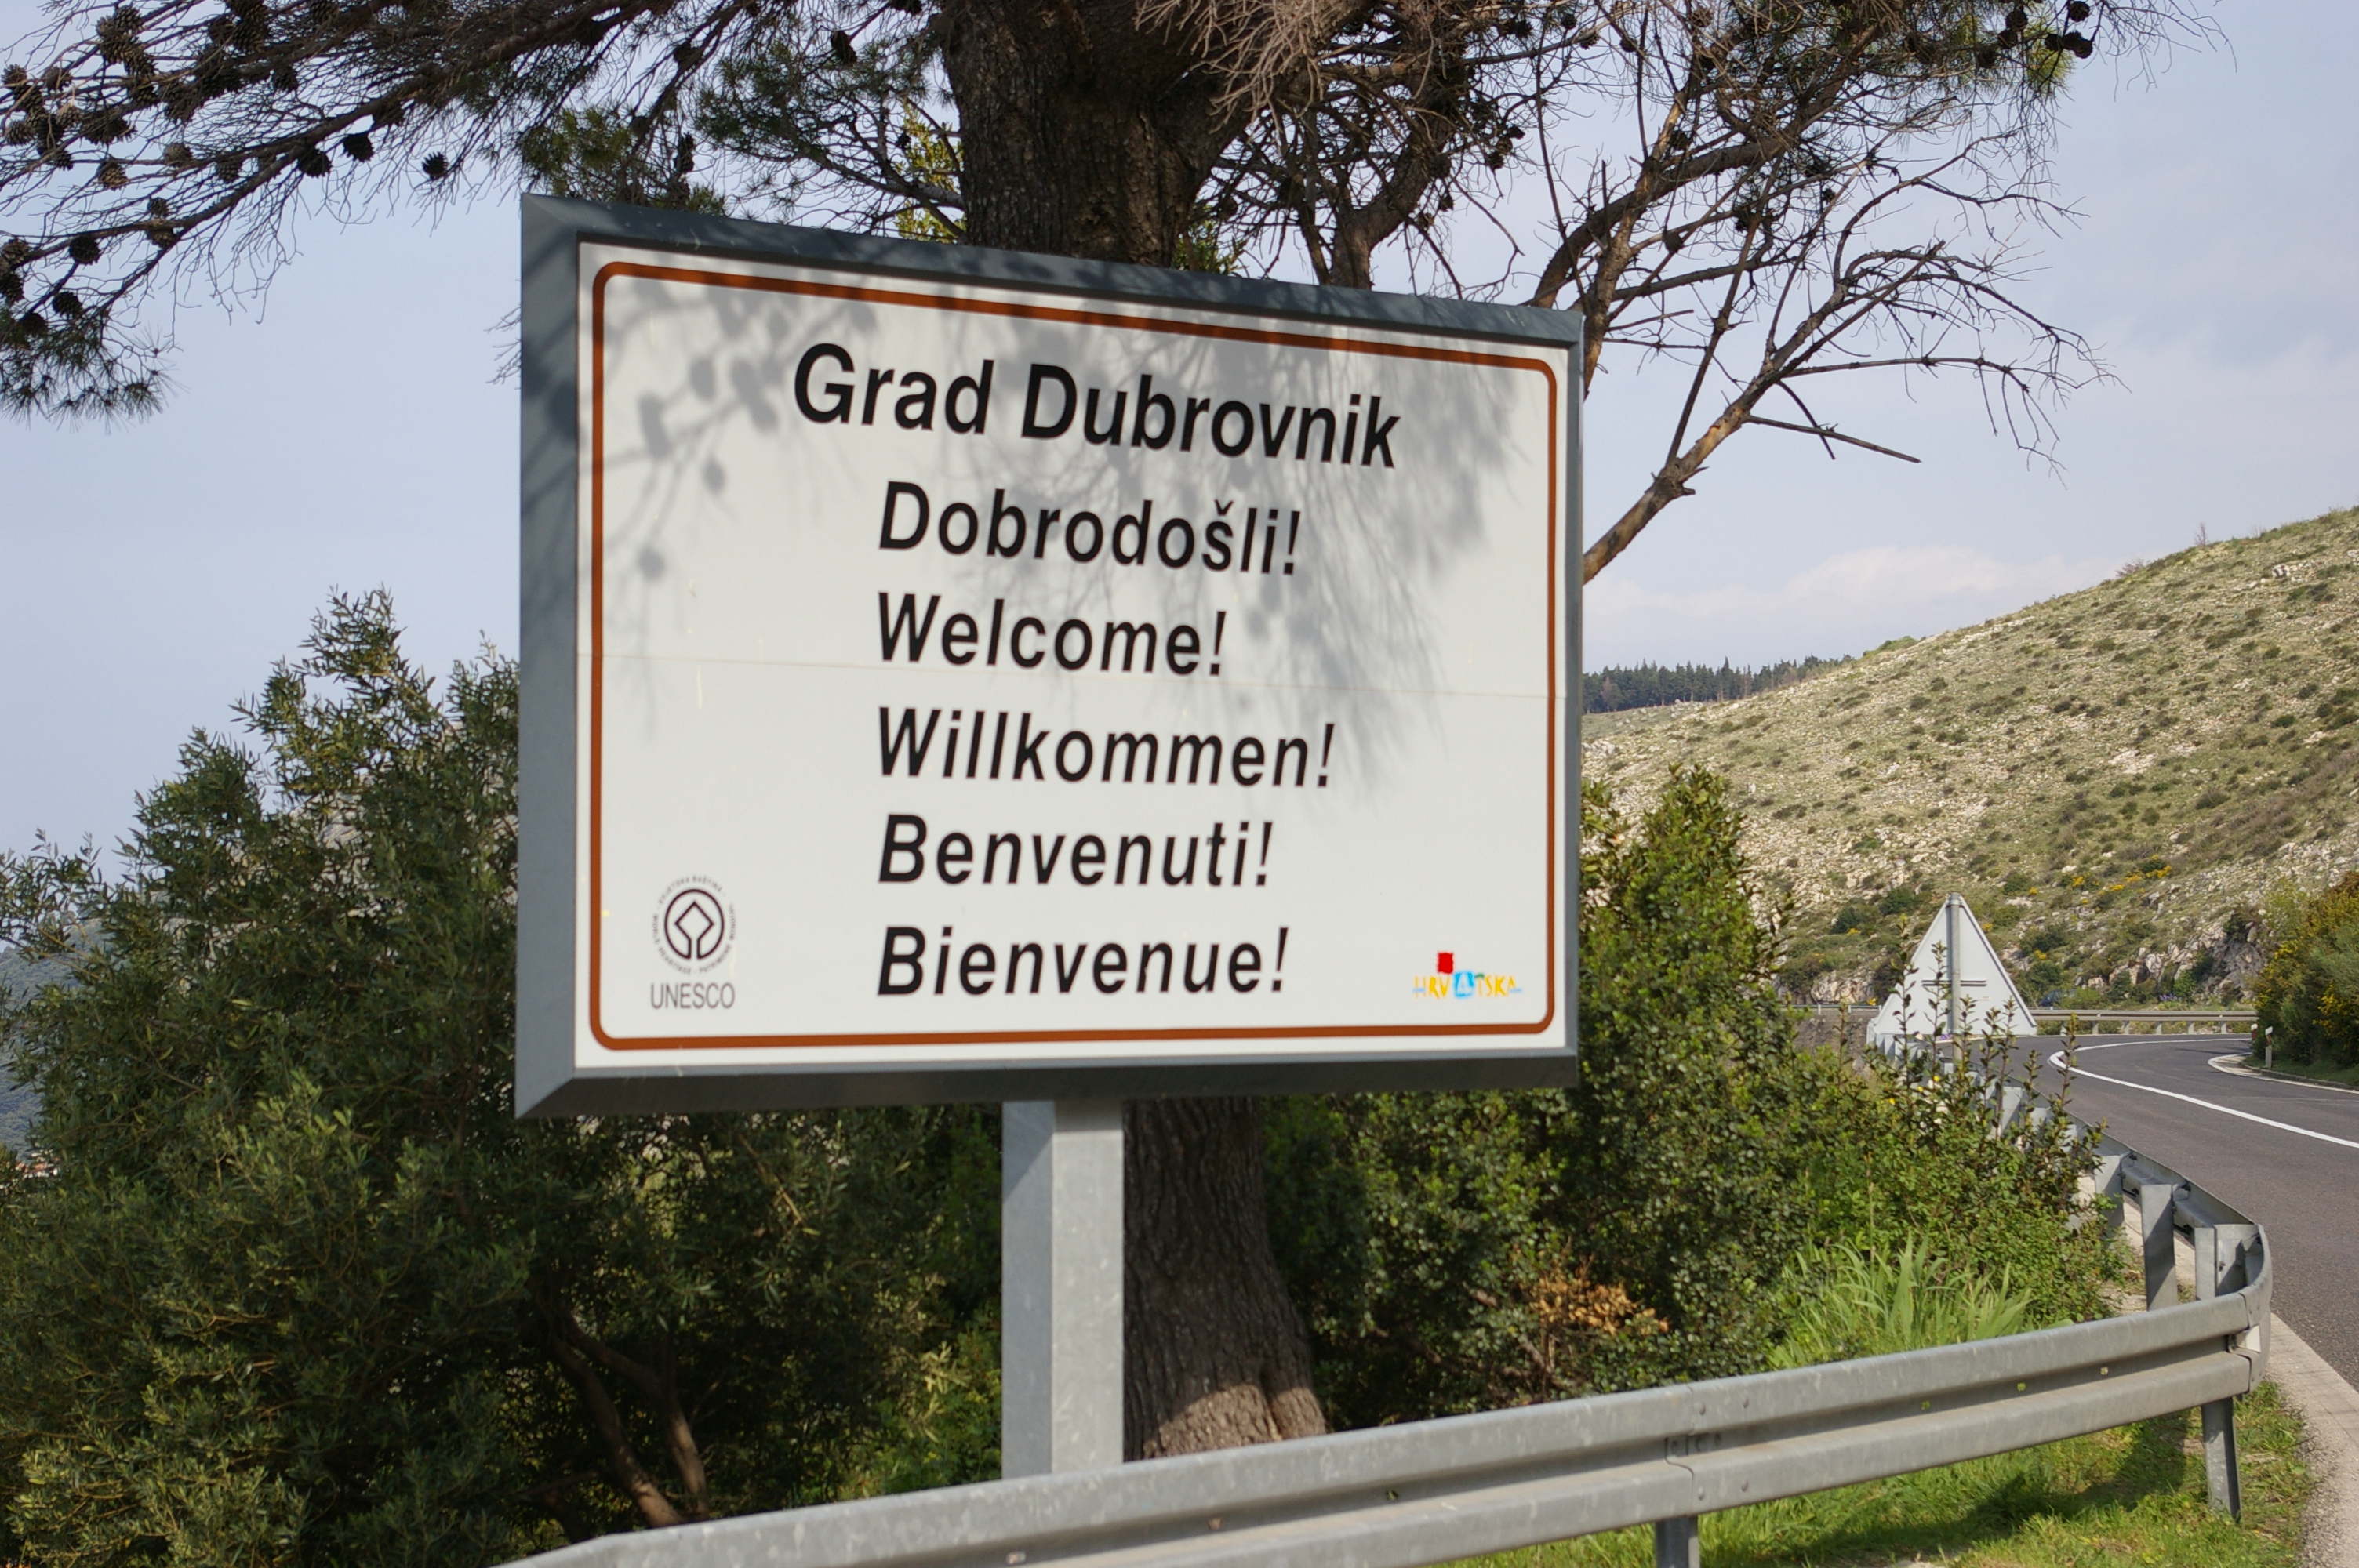 Grad Dubrovnik
Dobrodošli!
Welcome!
Willkommen!
Benvenuti!
Bienvenue!
UNESCO
HRVATSKA